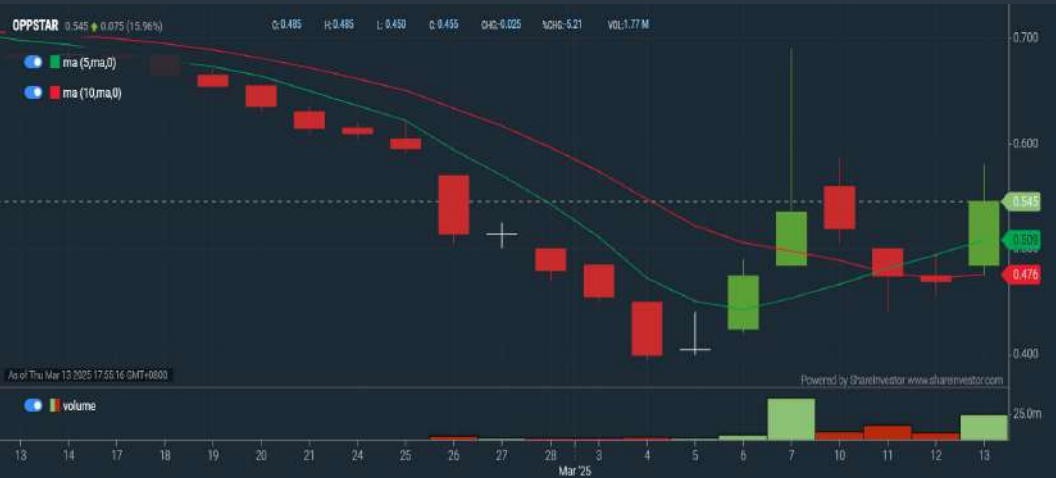 OPPSTAR 0.545 0.075 (15.96%) O: 0.485 H: 0.485 L: 0.450 C: 0.455 CHG:-0.025 %CHG:-5.21 VOL:1.77 M
ma (5,ma,0)
ma (10,ma,0)
0.700
0.600
0.545
0.509
0.476
0.400
As of Thu Mar 13 2025 17:55:16 GMT+0800
Powered by ShareInvestor www.shareinvestor.com
volume
25.0m
13 14 17 18 19 20 21 24 25 26 27 28 3 4 5 6 7 10 11 12 13
Mar '25